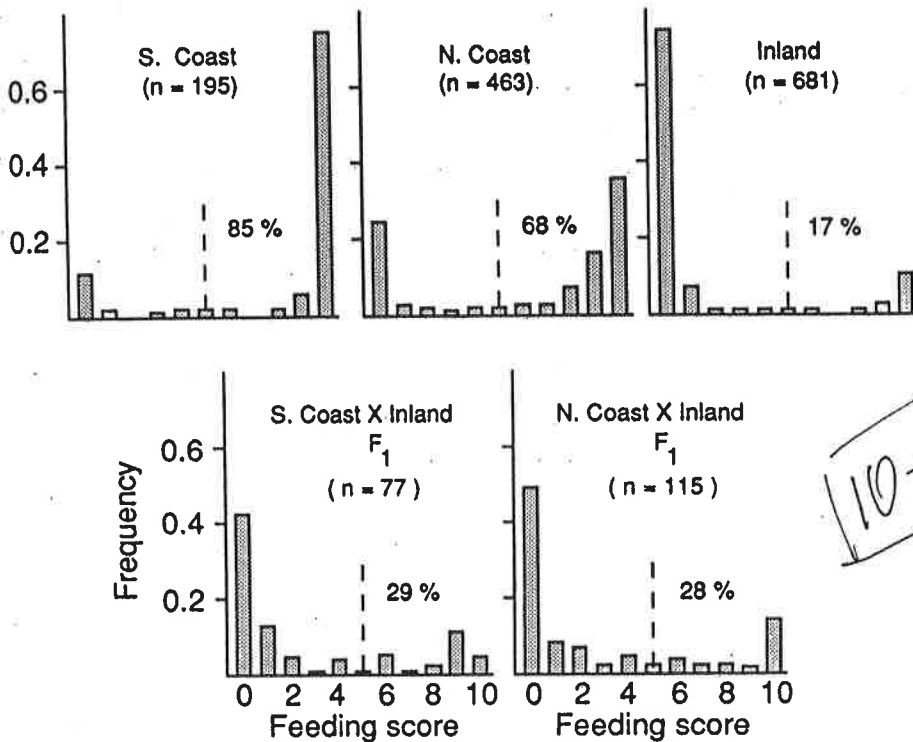 S. Coast
(n = 195)
N. Coast
(n = 463)
Inland
(n = 681)
0.6
0.4
0.2
85 %
68 %
17 %
S. Coast X Inland
F1
( n = 77 )
N. Coast X Inland
F1
( n = 115 )
Frequency
0.6
0.4
0.2
29 %
28 %
0 2 4 6 8 10
0 2 4 6 8 10
Feeding score
Feeding score
10-